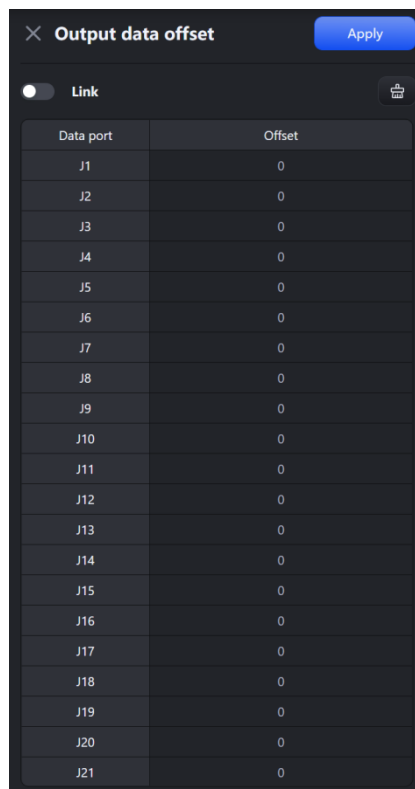 Output data offset Apply
Link
Data port Offset
J1 0
J2 0
J3 0
J4 0
J5 0
J6 0
J7 0
J8 0
J9 0
J10 0
J11 0
J12 0
J13 0
J14 0
J15 0
J16 0
J17 0
J18 0
J19 0
J20 0
J21 0